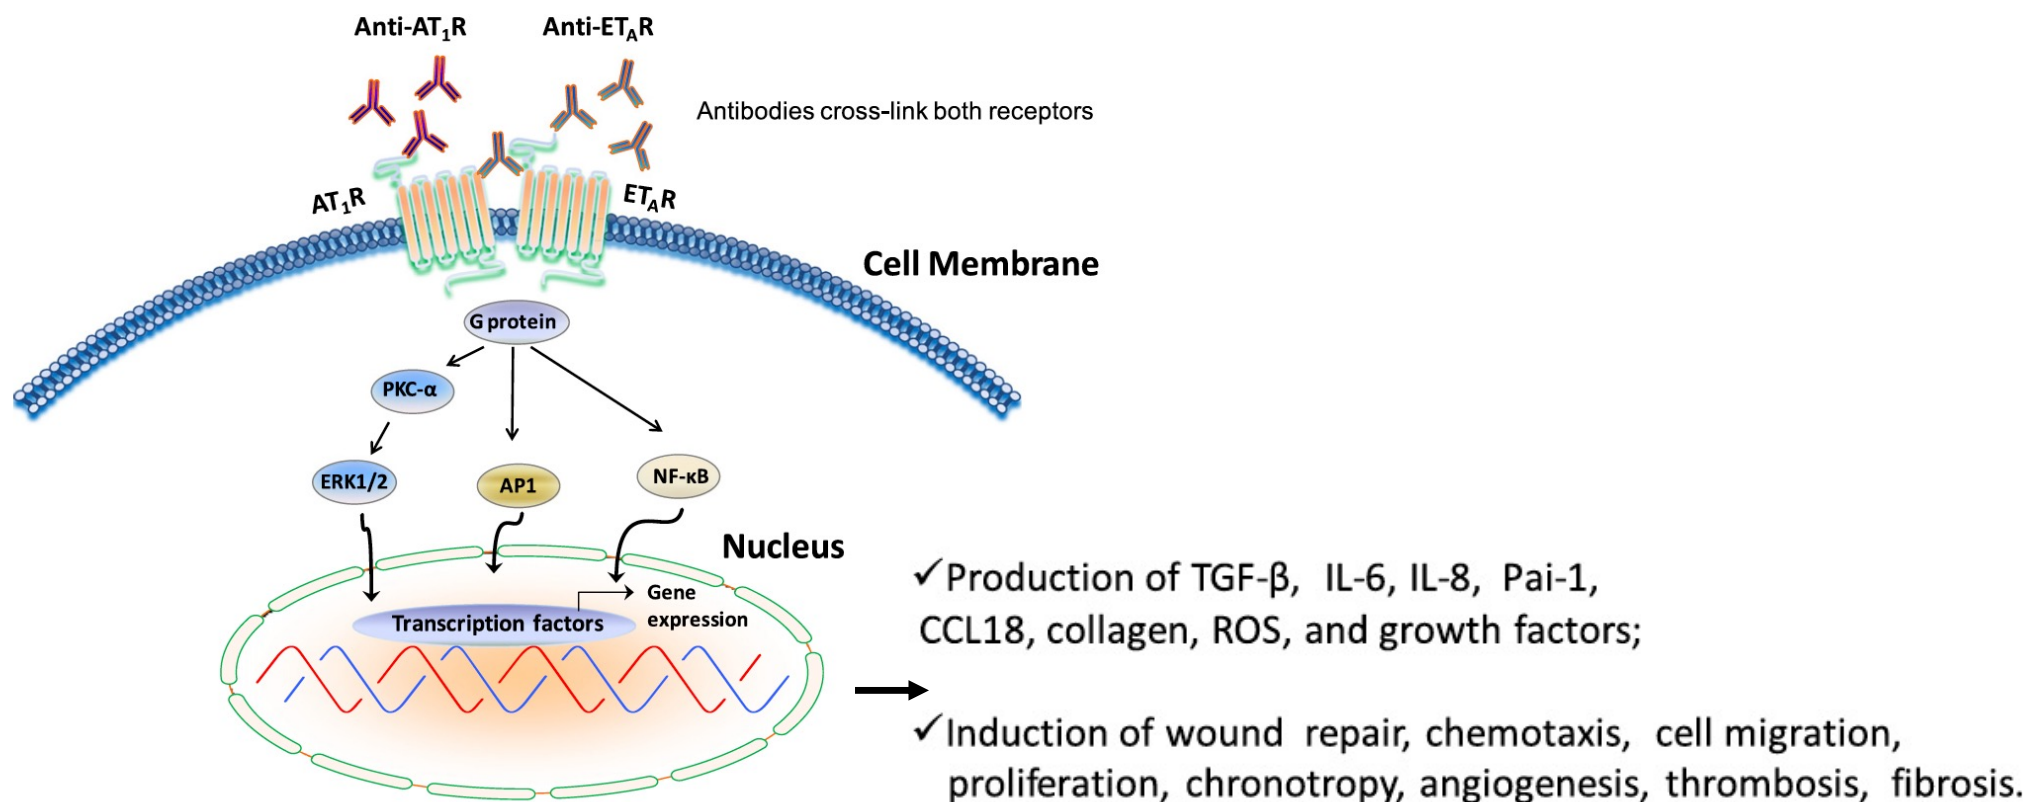 Anti-AT1R
Anti-ETAR
Antibodies cross-link both receptors
AT1R
ETAR
Cell Membrane
G protein
PKC-α
ERK1/2
AP1
NF-κB
Nucleus
Gene
expression
Transcription factors
✓Production of TGF-β, IL-6, IL-8, Pai-1,
CCL18, collagen, ROS, and growth factors;
✓Induction of wound repair, chemotaxis, cell migration,
proliferation, chronotropy, angiogenesis, thrombosis, fibrosis.